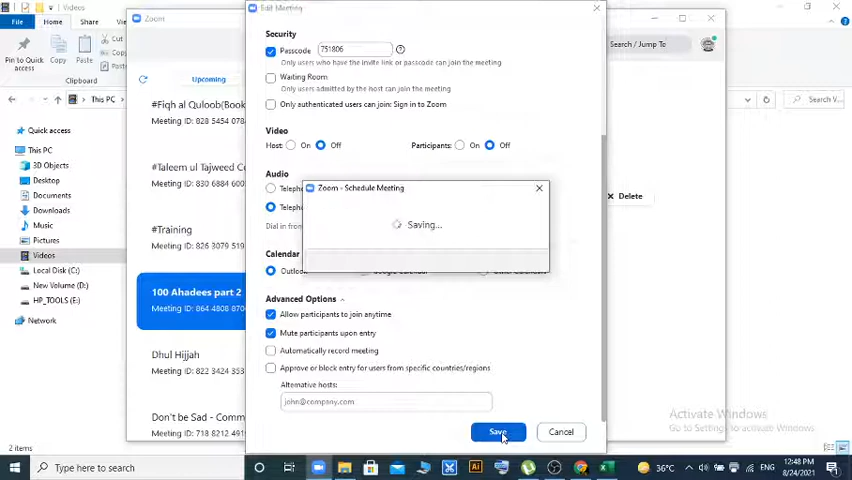 Videos
Zoom
Edit Meeting
File
Home
Share
Pin to Quick
access
Copy
Paste
Clipboard
This PC
Search V...
Search / Jump To
Quick access
This PC
3D Objects
Desktop
Documents
Downloads
Music
Pictures
Videos
Local Disk (C:)
New Volume (D:)
HP_TOOLS (E:)
Network
2 items
Upcoming
#Fiqh al Quloob(Book
Meeting ID: 828 5454 078
#Taleem ul Tajweed C
Meeting ID: 830 6884 600
#Training
Meeting ID: 826 3079 519
100 Ahadees part 2
Meeting ID: 864 4808 870
Dhul Hijjah
Meeting ID: 822 3424 353
Don't be Sad - Comm
Meeting ID: 718 8212 491
Security
Passcode
751806
Only users who have the invite link or passcode can join the meeting
Waiting Room
Only users admitted by the host can join the meeting
Only authenticated users can join: Sign in to Zoom
Video
Host:
On
Off
Participants:
On
Off
Audio
Dial in from
Calendar
Zoom - Schedule Meeting
Saving...
Advanced Options
Allow participants to join anytime
Mute participants upon entry
Automatically record meeting
Approve or block entry for users from specific countries/regions
Alternative hosts:
john@company.com
Save
Cancel
Delete
Activate Windows
Go to Settings to activate Windows.
Type here to search
36°C
ENG
12:48 PM
8/24/2021